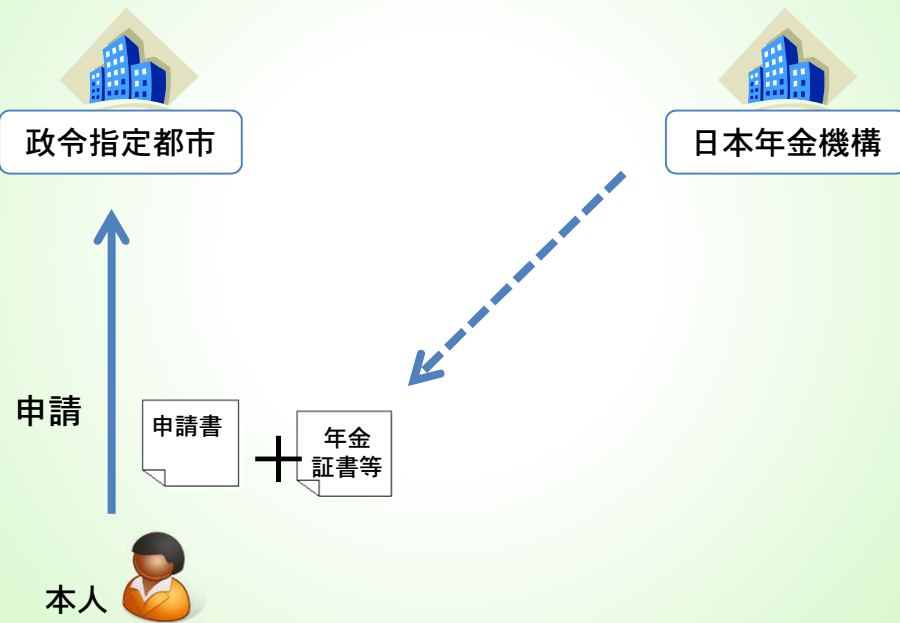 政令指定都市
日本年金機構
申請
申請書
年金
証書等
本人